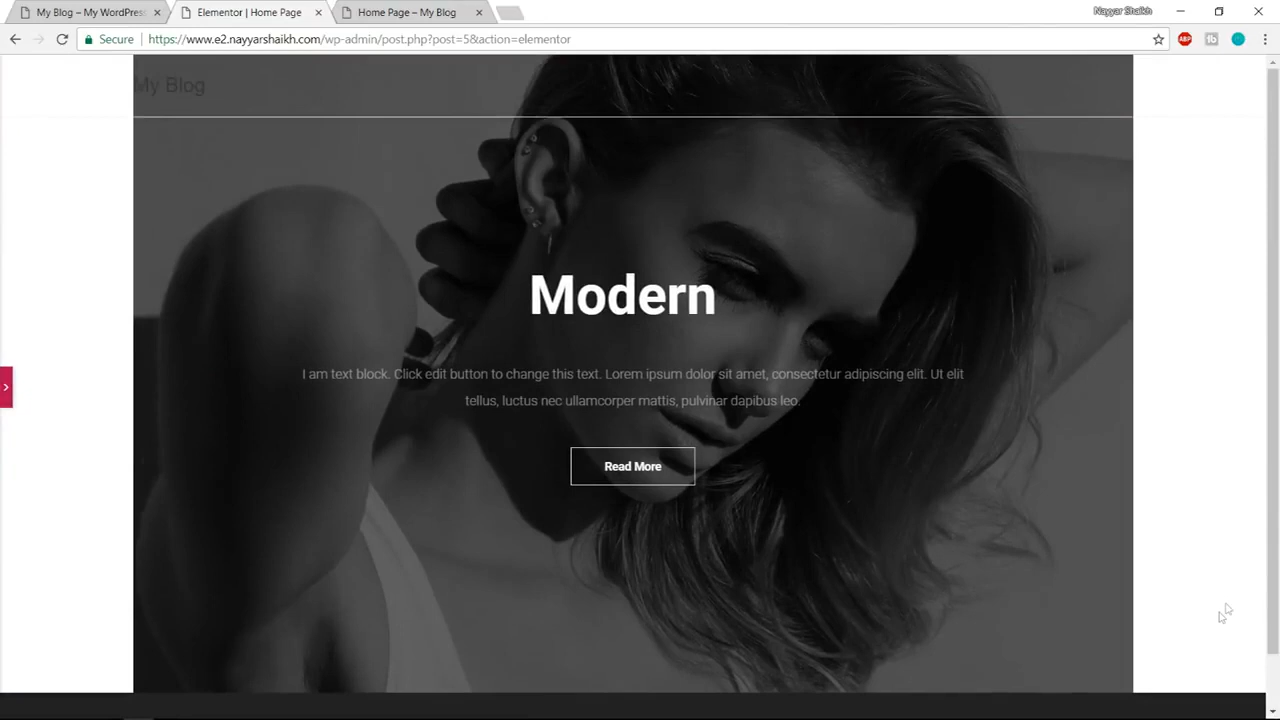 My Blog – My WordPress
Elementor | Home Page
Home Page – My Blog
Nayyar Shaikh
Secure
https://www.e2.nayyarshaikh.com/wp-admin/post.php?post=5&action=elementor
ABP
My Blog
Modern
I am text block. Click edit button to change this text. Lorem ipsum dolor sit amet, consectetur adipiscing elit. Ut elit
tellus, luctus nec ullamcorper mattis, pulvinar dapibus leo.
Read More